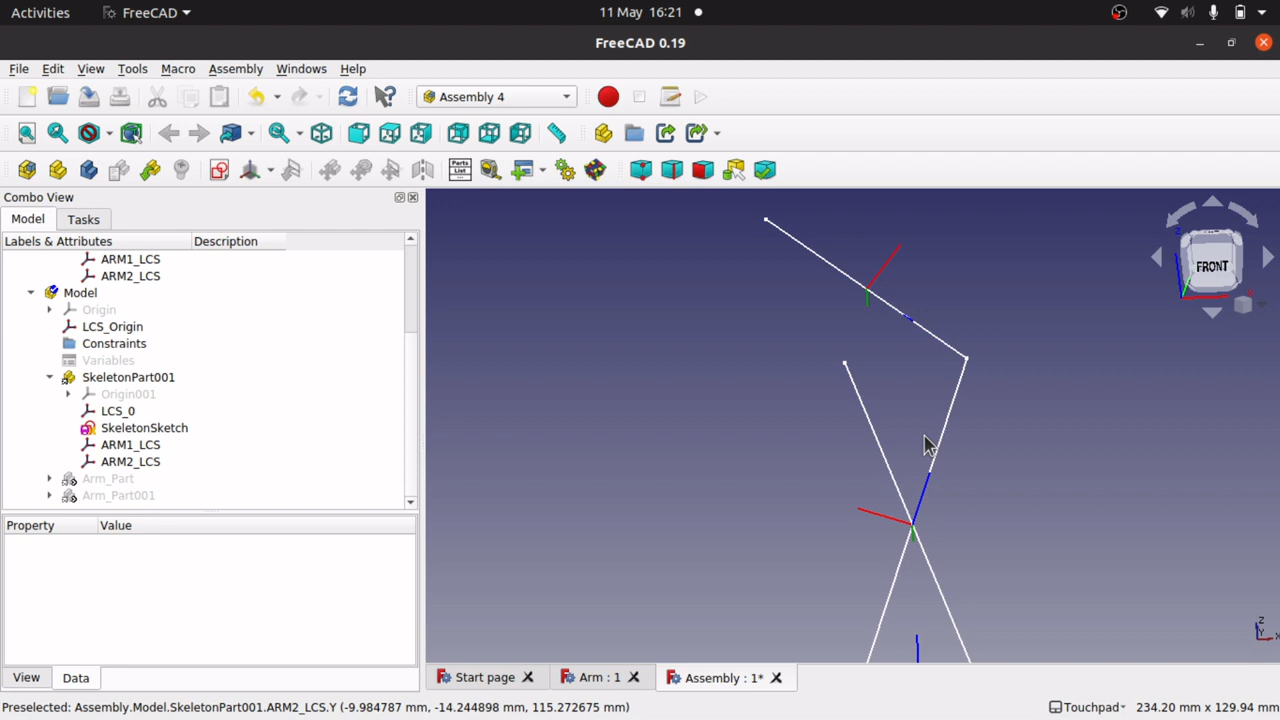 Activities FreeCAD 11 May 16:21
FreeCAD 0.19
File Edit View Tools Macro Assembly Windows Help
Assembly 4
Parts List
Combo View
Model Tasks
Labels & Attributes Description
ARM1_LCS
ARM2_LCS
Model
Origin
LCS_Origin
Constraints
Variables
SkeletonPart001
Origin001
LCS_0
SkeletonSketch
ARM1_LCS
ARM2_LCS
Arm_Part
Arm_Part001
Property Value
View Data
Z
X
FRONT
Z
Y
X
Start page Arm : 1 Assembly : 1*
Preselected: Assembly.Model.SkeletonPart001.ARM2_LCS.Y (-9.984787 mm, -14.244898 mm, 115.272675 mm) Touchpad 234.20 mm x 129.94 mm